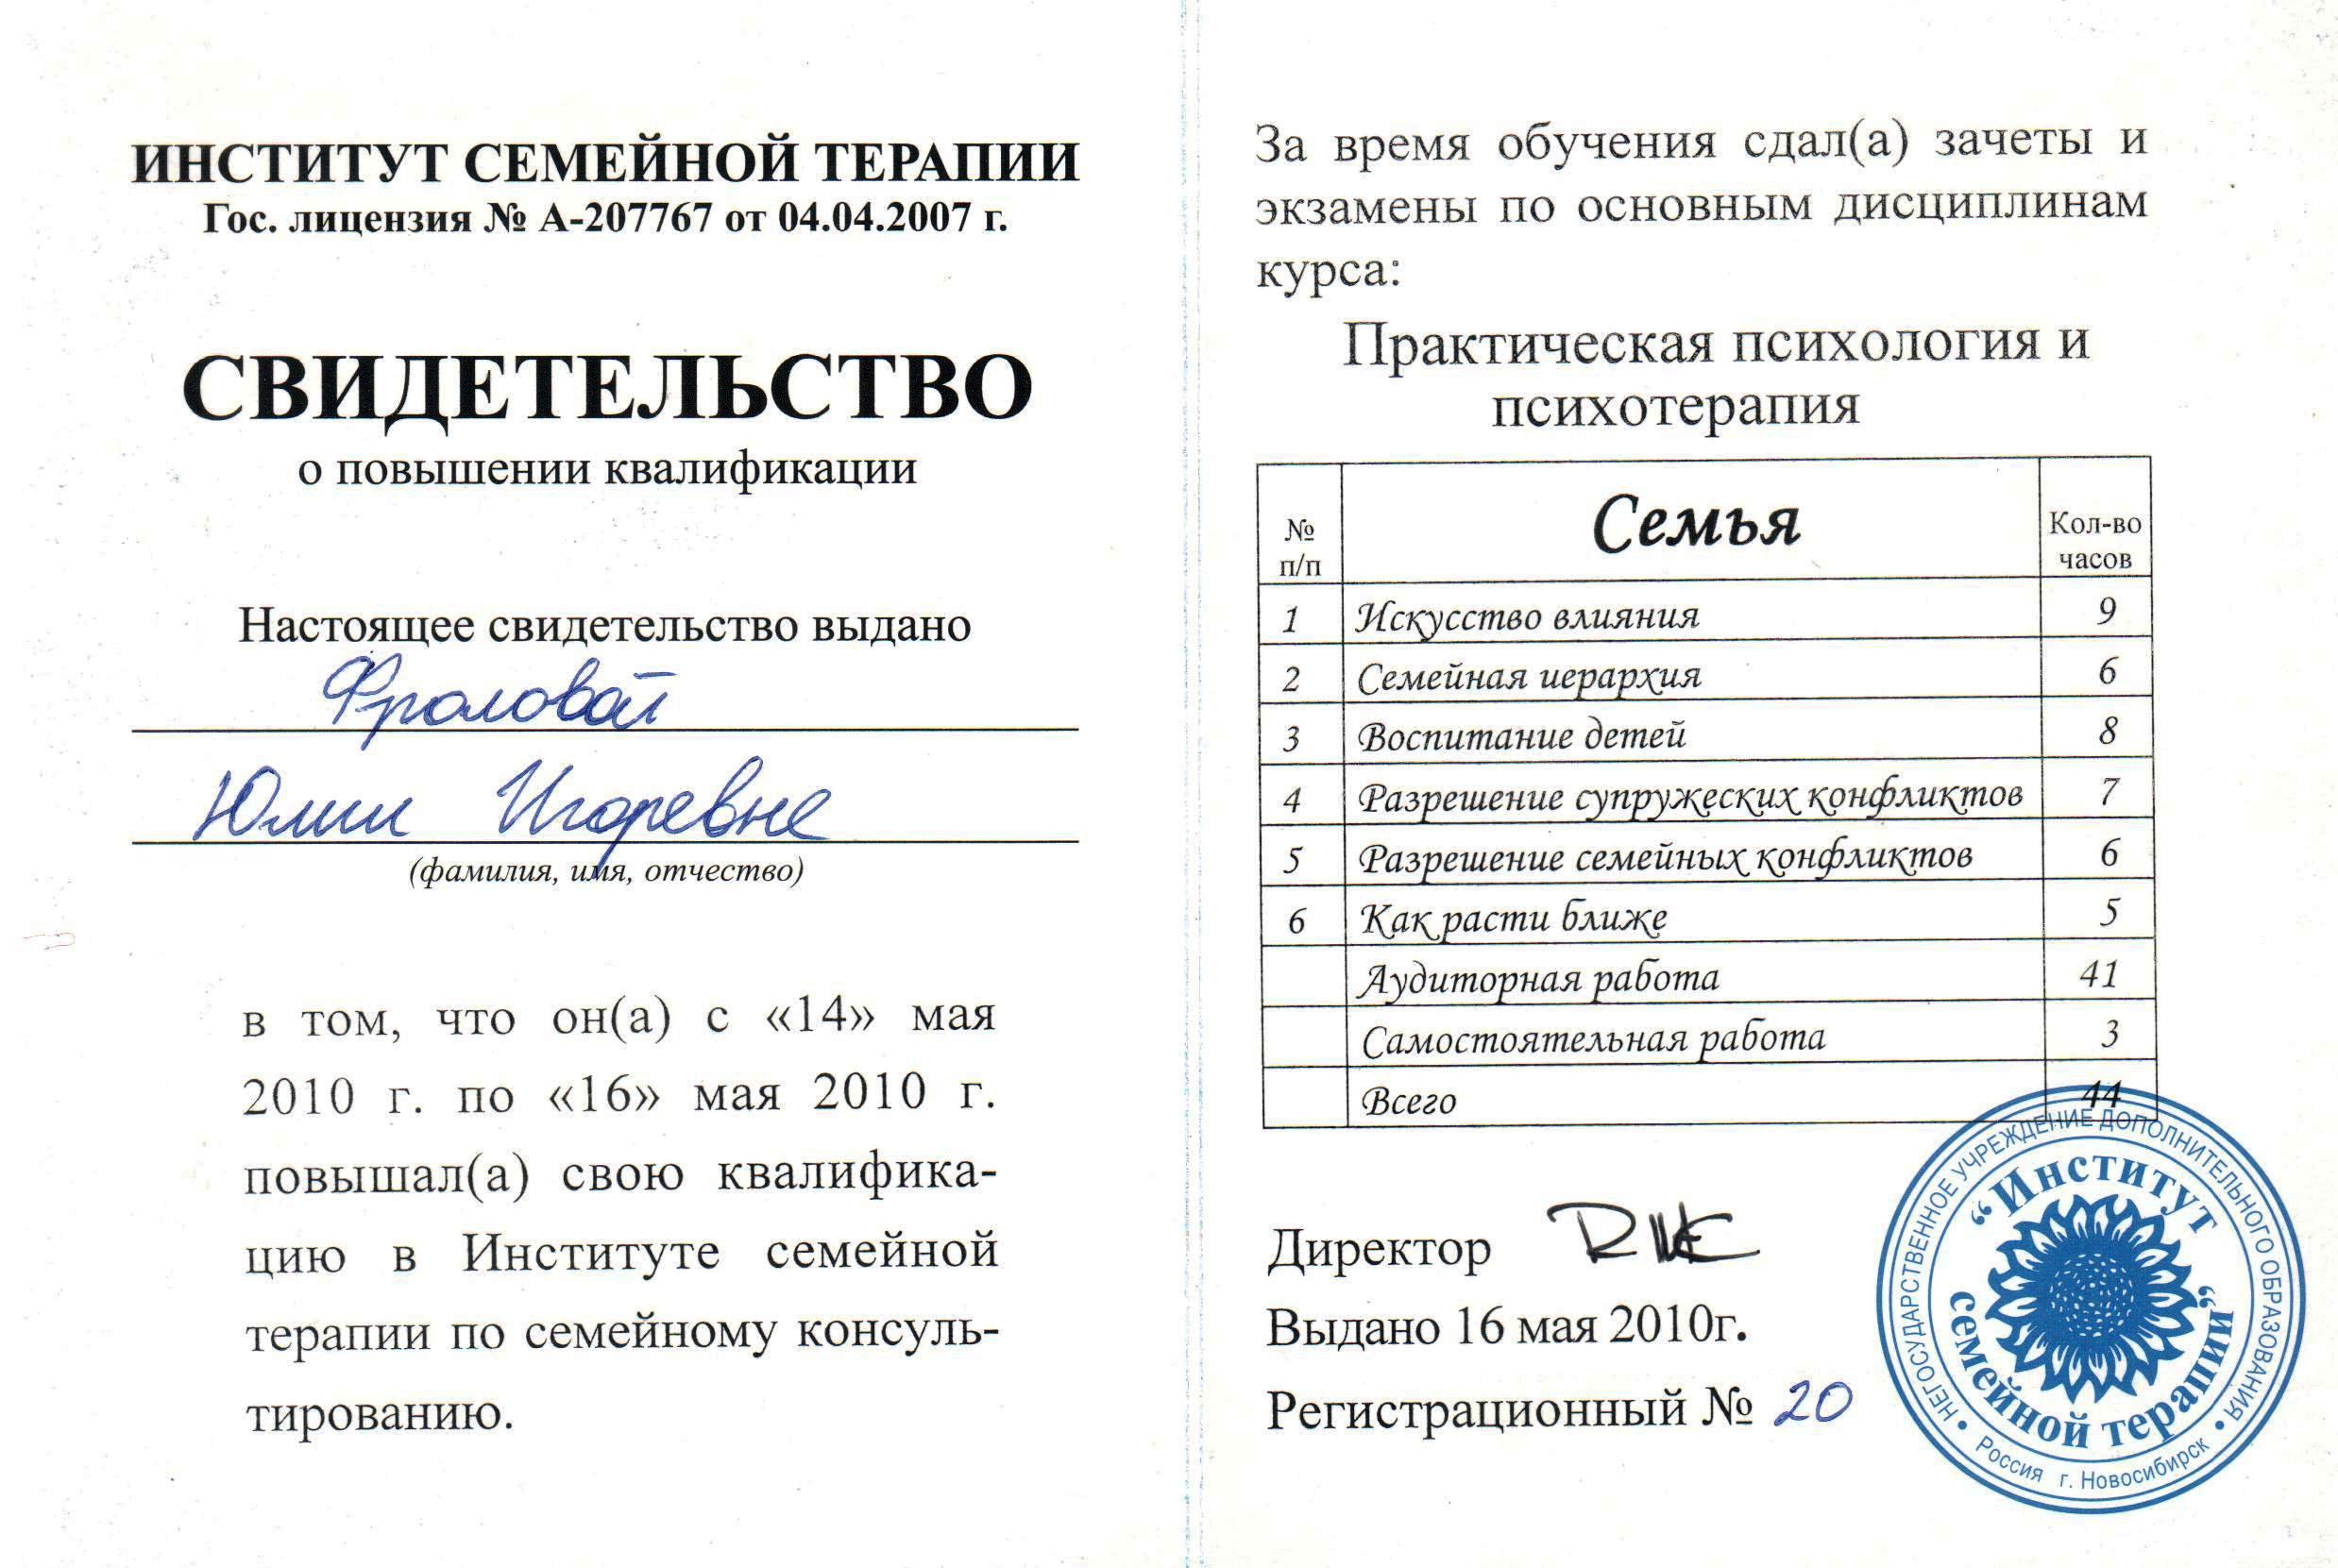 ИНСТИТУТ СЕМЕЙНОЙ ТЕРАПИИ
Гос. лицензия № А-207767 от 04.04.2007 г.
СВИДЕТЕЛЬСТВО
о повышении квалификации
Настоящее свидетельство выдано
Фроловой
Юлии Игоревне
(фамилия, имя, отчество)
в том, что он(а) с «14» мая
2010 г. по «16» мая 2010 г.
повышал(а) свою квалифика-
цию в Институте семейной
терапии по семейному консуль-
тированию.
За время обучения сдал(а) зачеты и
экзамены по основным дисциплинам
курса:
Практическая психология и
психотерапия
№ п/п Семья Кол-во часов
1 Искусство влияния 9
2 Семейная иерархия 6
3 Воспитание детей 8
4 Разрешение супружеских конфликтов 7
5 Разрешение семейных конфликтов 6
6 Как расти ближе 5
Аудиторная работа 41
Самостоятельная работа 3
Всего 44
Директор
Выдано 16 мая 2010г.
Регистрационный № 20
НЕГОСУДАРСТВЕННОЕ УЧРЕЖДЕНИЕ ДОПОЛНИТЕЛЬНОГО ОБРАЗОВАНИЯ
"Институт
семейной терапии"
Россия г. Новосибирск